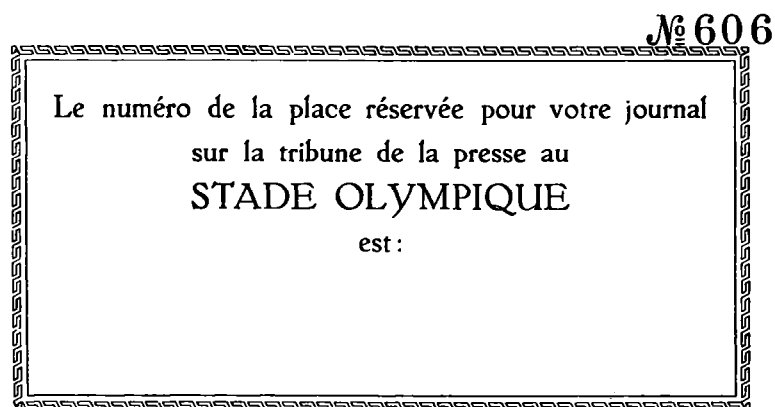 № 606
Le numéro de la place réservée pour votre journal
sur la tribune de la presse au
STADE OLYMPIQUE
est :